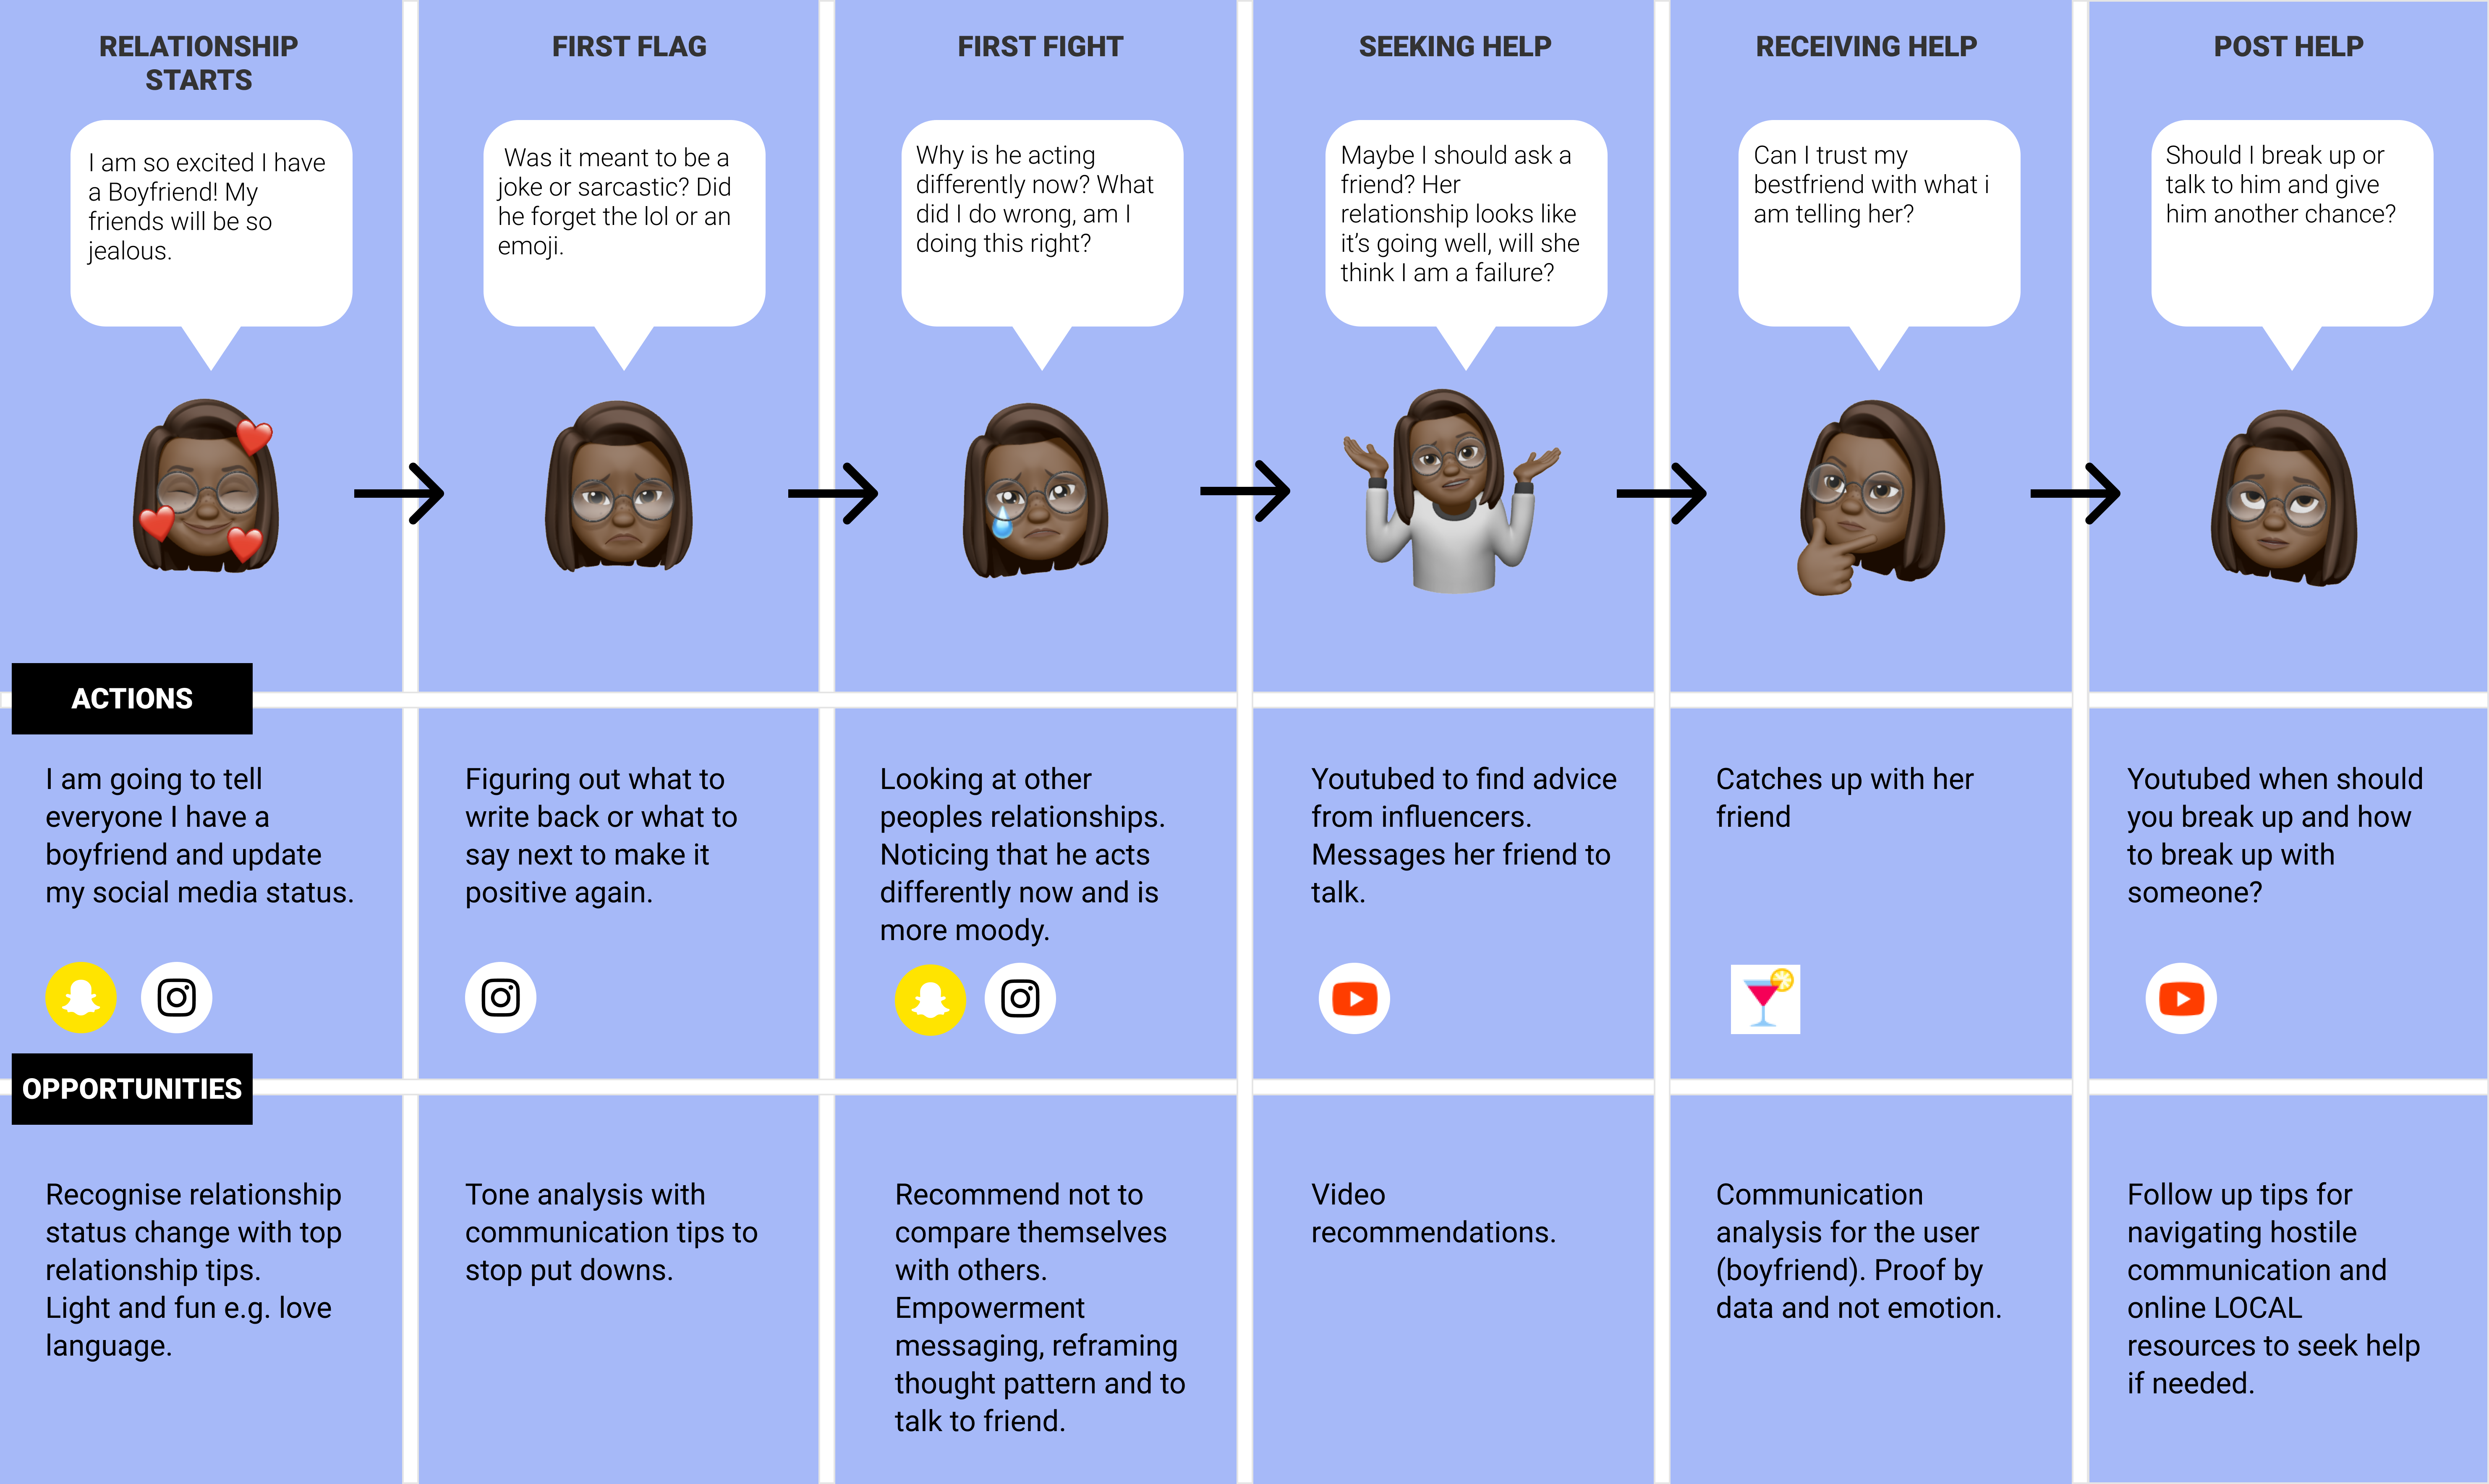 RELATIONSHIP
STARTS
FIRST FLAG
FIRST FIGHT
SEEKING HELP
RECEIVING HELP
POST HELP
I am so excited I have
a Boyfriend! My
friends will be so
jealous.
Was it meant to be a
joke or sarcastic? Did
he forget the lol or an
emoji.
Why is he acting
differently now? What
did I do wrong, am I
doing this right?
Maybe I should ask a
friend? Her
relationship looks like
it's going well, will she
think I am a failure?
Can I trust my
bestfriend with what i
am telling her?
Should I break up or
talk to him and give
him another chance?
ACTIONS
I am going to tell
everyone I have a
boyfriend and update
my social media status.
Figuring out what to
write back or what to
say next to make it
positive again.
Looking at other
peoples relationships.
Noticing that he acts
differently now and is
more moody.
Youtubed to find advice
from influencers.
Messages her friend to
talk.
Catches up with her
friend
Youtubed when should
you break up and how
to break up with
someone?
OPPORTUNITIES
Recognise relationship
status change with top
relationship tips.
Light and fun e.g. love
language.
Tone analysis with
communication tips to
stop put downs.
Recommend not to
compare themselves
with others.
Empowerment
messaging, reframing
thought pattern and to
talk to friend.
Video
recommendations.
Communication
analysis for the user
(boyfriend). Proof by
data and not emotion.
Follow up tips for
navigating hostile
communication and
online LOCAL
resources to seek help
if needed.